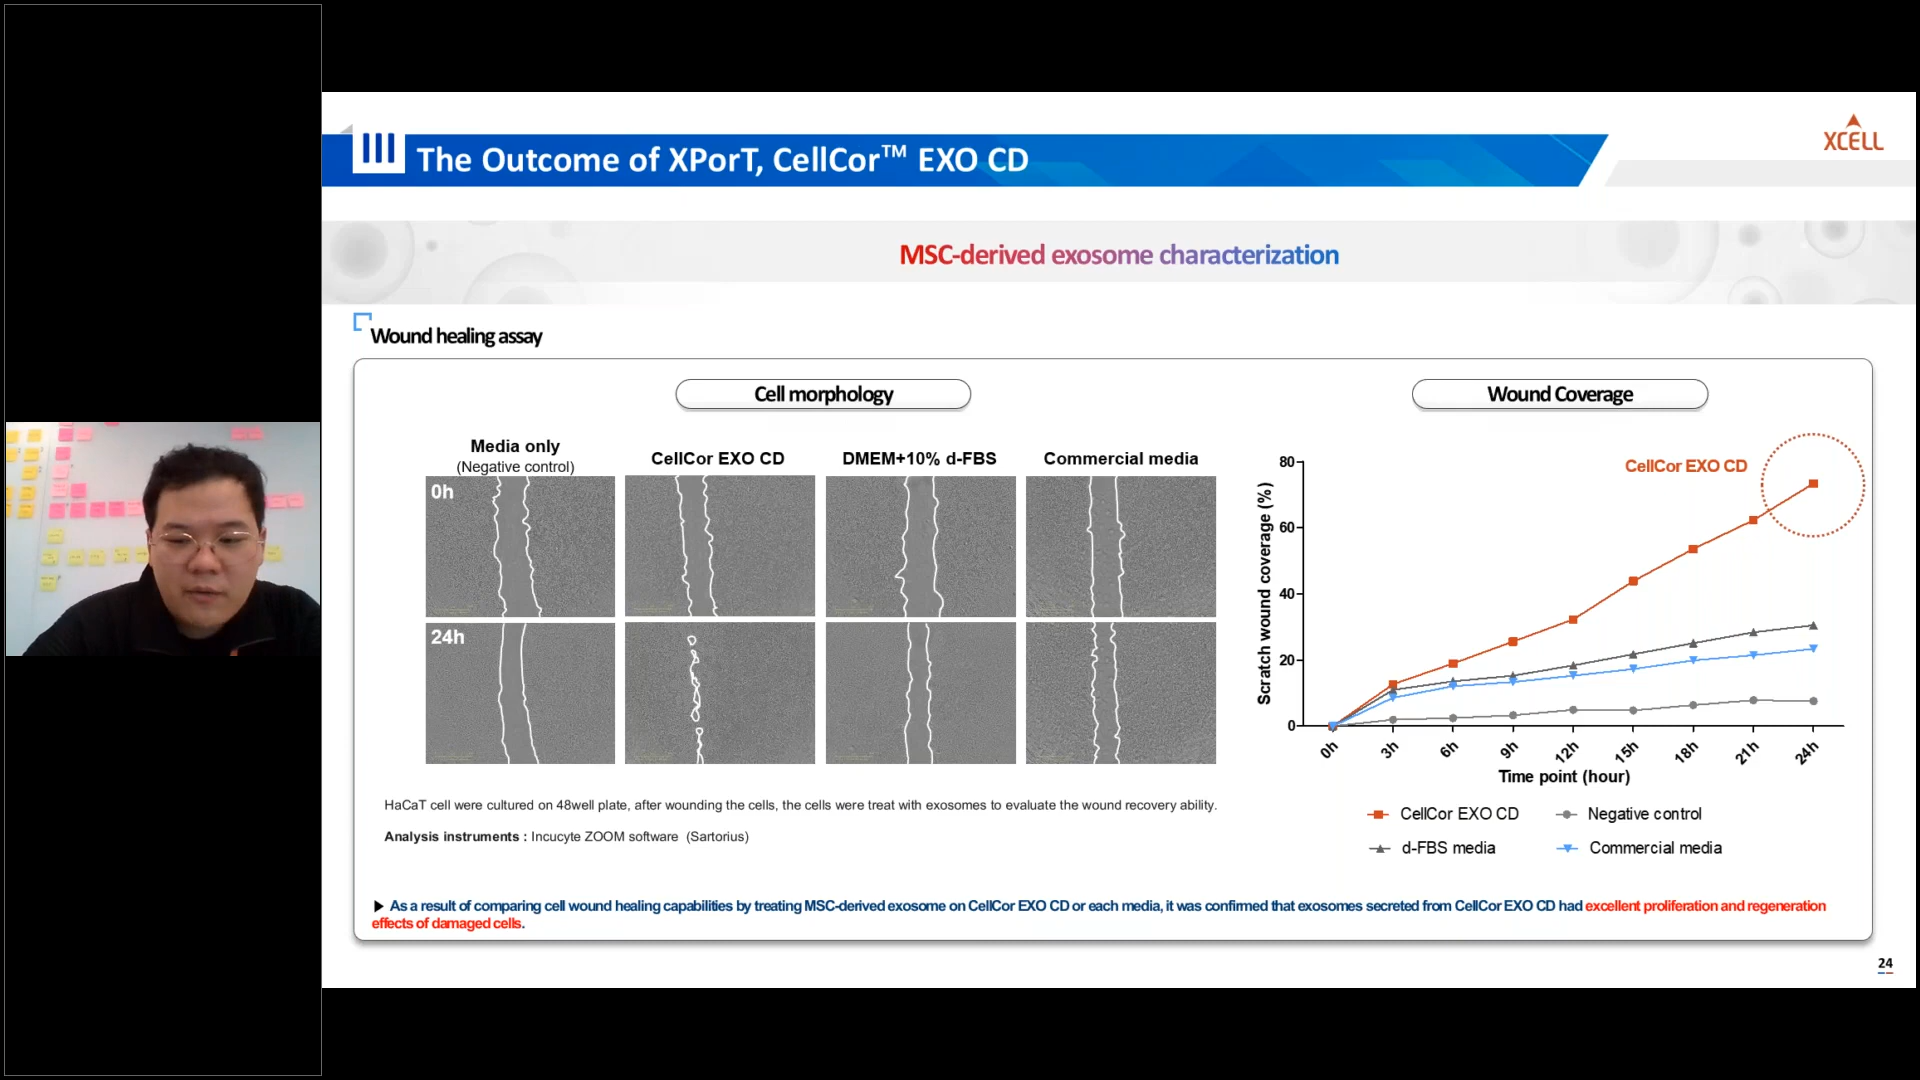 III The Outcome of XPorT, CellCor™ EXO CD
XCELL
MSC-derived exosome characterization
Wound healing assay
Cell morphology
Media only
(Negative control)
CellCor EXO CD
DMEM+10% d-FBS
Commercial media
0h
24h
HaCaT cell were cultured on 48well plate, after wounding the cells, the cells were treat with exosomes to evaluate the wound recovery ability.
Analysis instruments : Incucyte ZOOM software (Sartorius)
Wound Coverage
CellCor EXO CD
Scratch wound coverage (%)
80
60
40
20
0
0h 3h 6h 9h 12h 15h 18h 21h 24h
Time point (hour)
CellCor EXO CD
Negative control
d-FBS media
Commercial media
▶ As a result of comparing cell wound healing capabilities by treating MSC-derived exosome on CellCor EXO CD or each media, it was confirmed that exosomes secreted from CellCor EXO CD had excellent proliferation and regeneration
effects of damaged cells.
24